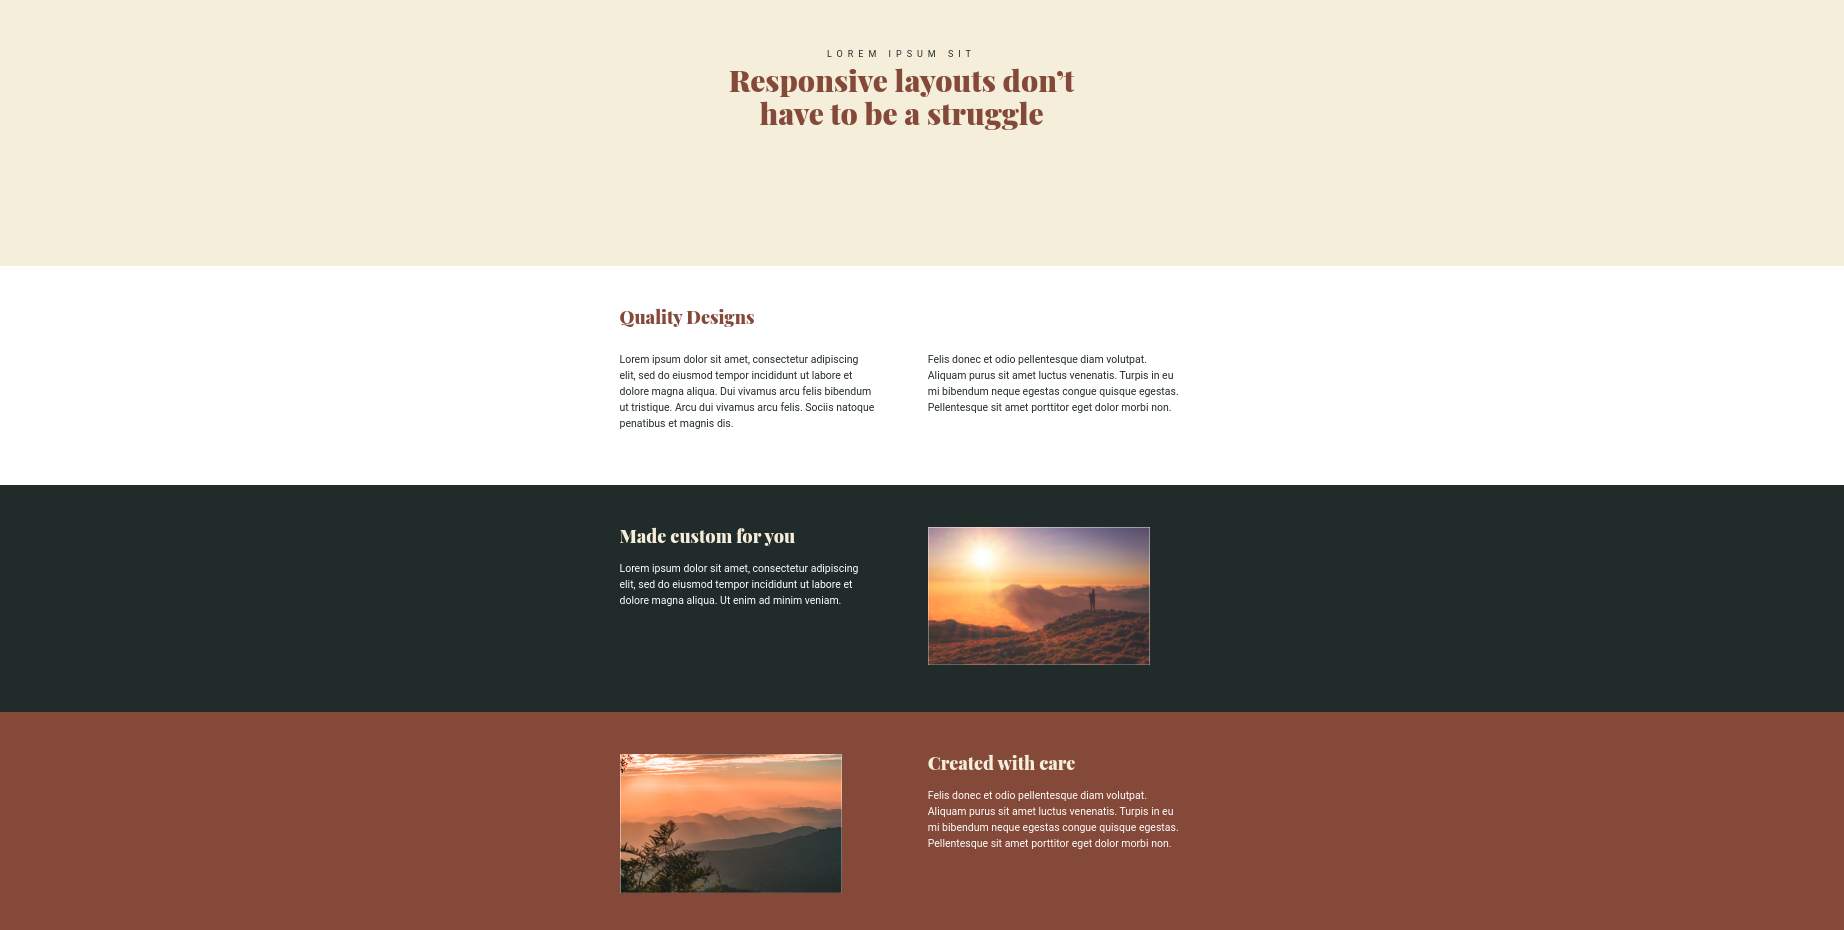 LOREM IPSUM SIT
Responsive layouts don’t
have to be a struggle
Quality Designs
Lorem ipsum dolor sit amet, consectetur adipiscing
elit, sed do eiusmod tempor incididunt ut labore et
dolore magna aliqua. Dui vivamus arcu felis bibendum
ut tristique. Arcu dui vivamus arcu felis. Sociis natoque
penatibus et magnis dis.
Felis donec et odio pellentesque diam volutpat.
Aliquam purus sit amet luctus venenatis. Turpis in eu
mi bibendum neque egestas congue quisque egestas.
Pellentesque sit amet porttitor eget dolor morbi non.
Made custom for you
Lorem ipsum dolor sit amet, consectetur adipiscing
elit, sed do eiusmod tempor incididunt ut labore et
dolore magna aliqua. Ut enim ad minim veniam.
Created with care
Felis donec et odio pellentesque diam volutpat.
Aliquam purus sit amet luctus venenatis. Turpis in eu
mi bibendum neque egestas congue quisque egestas.
Pellentesque sit amet porttitor eget dolor morbi non.